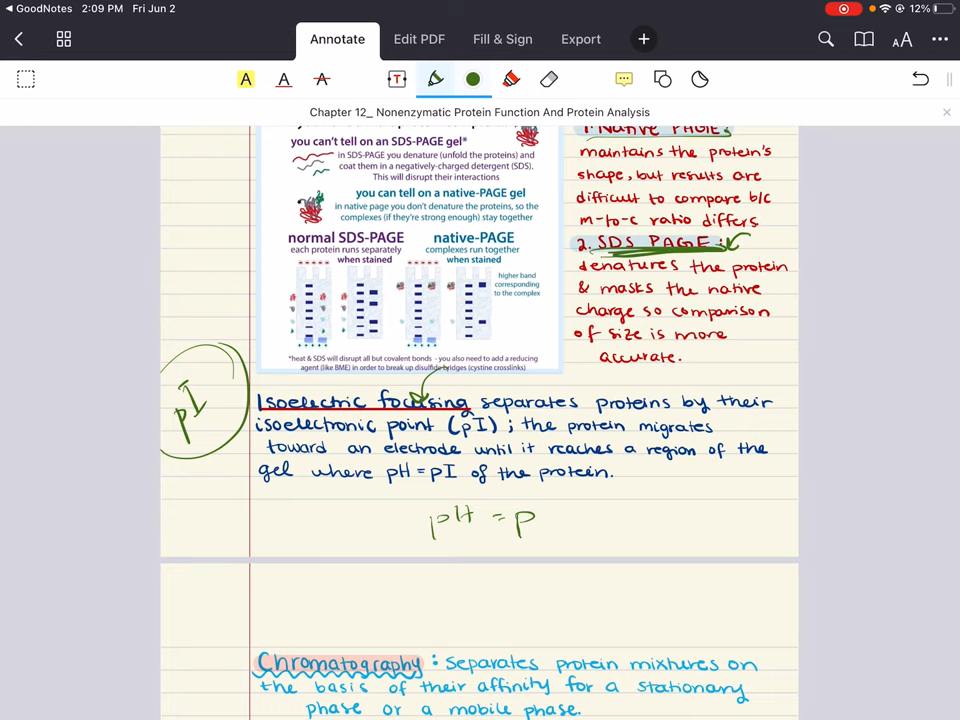 GoodNotes 2:09 PM Fri Jun 2 12%
Annotate Edit PDF Fill & Sign Export
A A A T AA
Chapter 12_ Nonenzymatic Protein Function And Protein Analysis
you can't tell on an SDS-PAGE gel*
in SDS-PAGE you denature (unfold the proteins) and
coat them in a negatively-charged detergent (SDS).
This will disrupt their interactions
you can tell on a native-PAGE gel
in native page you don't denature the proteins, so the
complexes (if they're strong enough) stay together
normal SDS-PAGE
each protein runs separately
when stained
native-PAGE
complexes run together
when stained
higher band
corresponding
to the complex
*heat & SDS will disrupt all but covalent bonds - you also need to add a reducing
agent (like BME) in order to break up disulfide bridges (cystine crosslinks)
1. Native PAGE:
maintains the protein's
shape, but results are
difficult to compare b/c
m-to-c ratio differs
2. SDS PAGE:
denatures the protein
& masks the native
charge so comparison
of size is more
accurate.
pI
Isoelectric focusing separates proteins by their
isoelectronic point (pI); the protein migrates
toward an electrode until it reaches a region of the
gel where pH = pI of the protein.
pH = p
Chromatography: separates protein mixtures on
the basis of their affinity for a stationary
phase or a mobile phase.